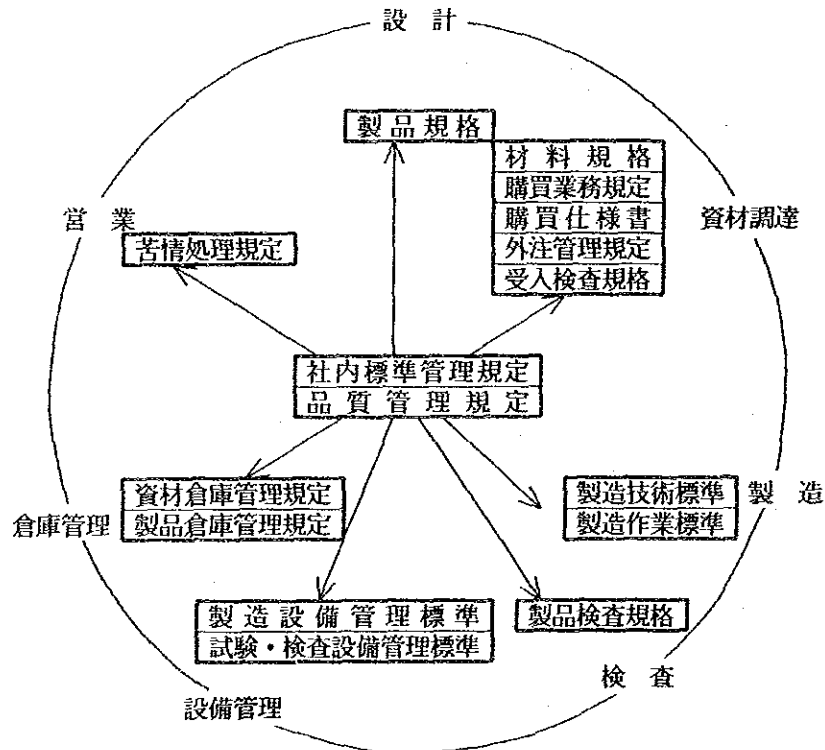 設 計
製品規格
材料規格
購買業務規定
購買仕様書
外注管理規定
受入検査規格
資材調達
営 業
苦情処理規定
社内標準管理規定
品質管理規定
資材倉庫管理規定
製品倉庫管理規定
倉庫管理
製造技術標準
製造作業標準
製 造
製造設備管理標準
試験・検査設備管理標準
製品検査規格
検 査
設備管理